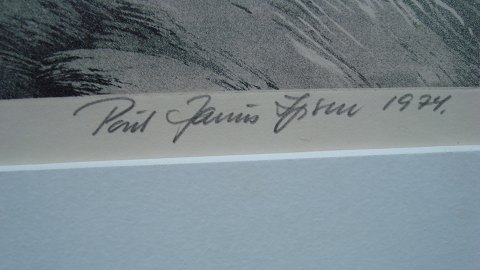 Poul Janus Ipsen 1974.